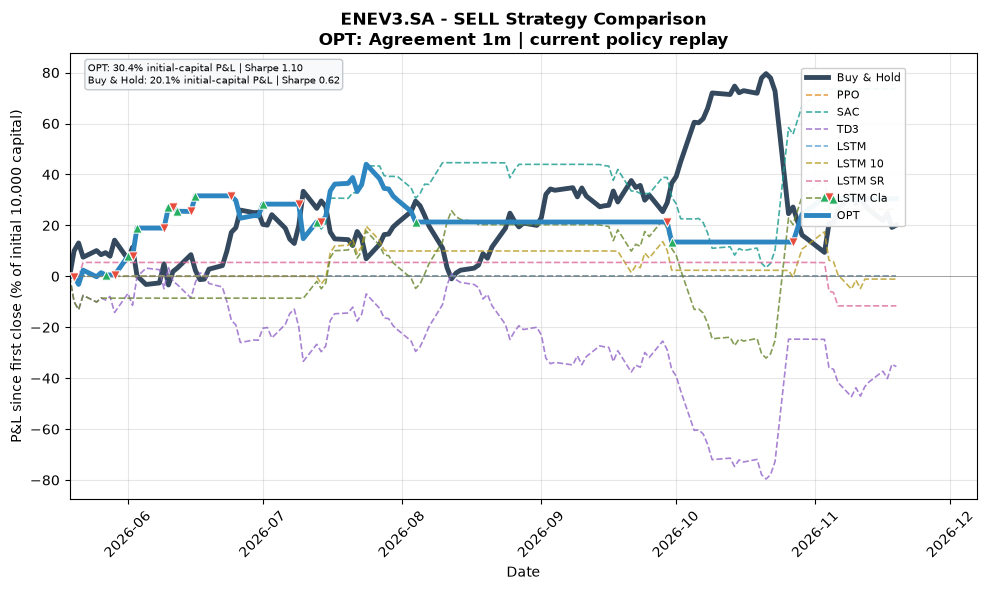 ENEV3.SA - SELL Strategy Comparison
OPT: Agreement 1m | current policy replay
OPT: 30.4% initial-capital P&L | Sharpe 1.10
Buy & Hold: 20.1% initial-capital P&L | Sharpe 0.62
Buy & Hold
PPO
SAC
TD3
LSTM
LSTM 10
LSTM SR
LSTM Cla
OPT
P&L since first close (% of initial 10,000 capital)
80
60
40
20
0
−20
−40
−60
−80
2026-06
2026-07
2026-08
2026-09
2026-10
2026-11
2026-12
Date